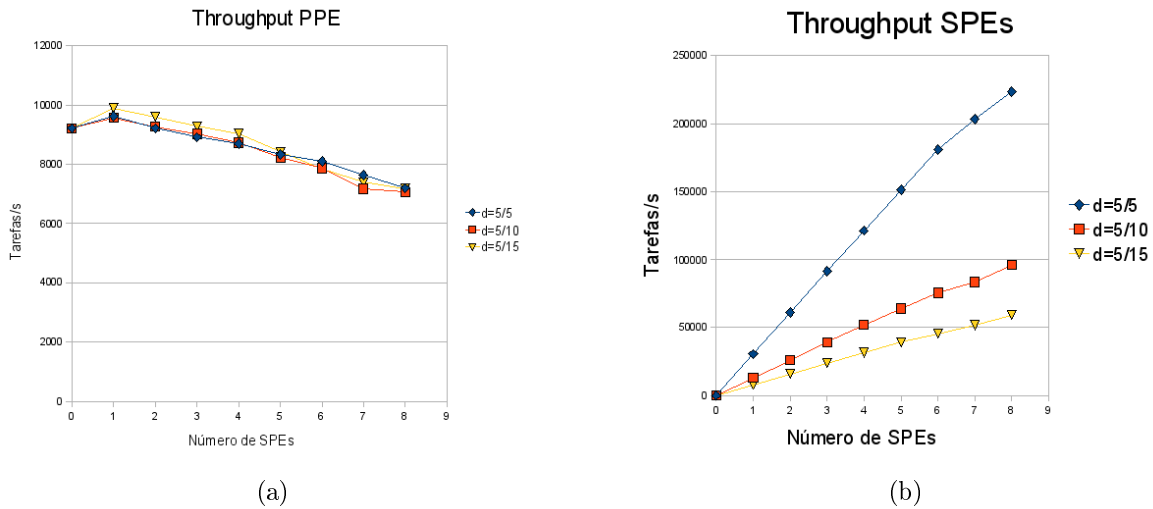 Throughput PPE
12000
10000
8000
6000
4000
2000
0
Tarefas/s
0 1 2 3 4 5 6 7 8 9
Número de SPEs
d=5/5
d=5/10
d=5/15
(a)
Throughput SPEs
250000
200000
150000
100000
50000
0
Tarefas/s
0 1 2 3 4 5 6 7 8 9
Número de SPEs
d=5/5
d=5/10
d=5/15
(b)